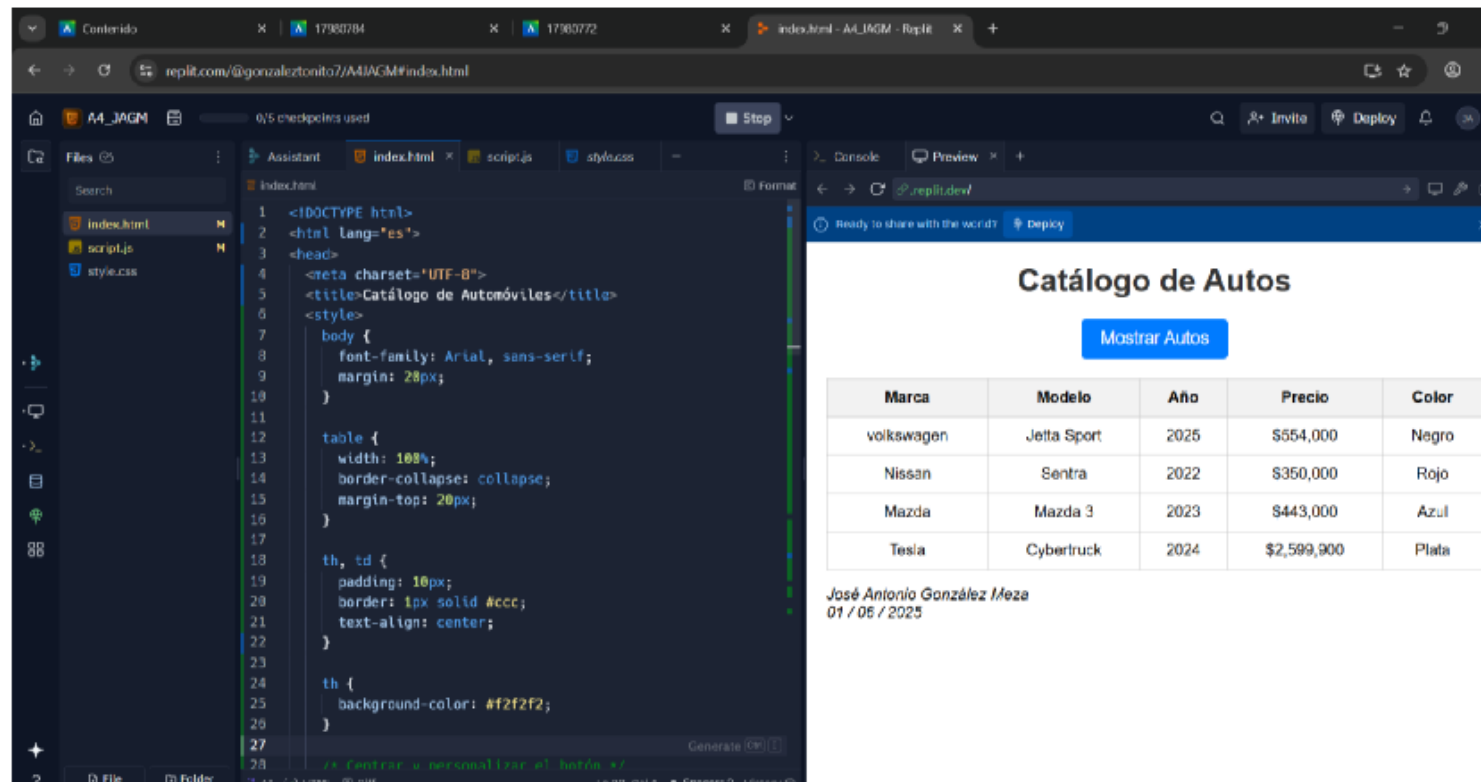 Contenido
17980784
17980772
index.html - A4_JAGM - Replit
replit.com/@gonzaleztonito7/A4JAGM#index.html
A4_JAGM
0/5 checkpoints used
Stop
Invite
Deploy
JA
Files
Search
index.html M
script.js M
style.css
File
Folder
Assistant
index.html
script.js
style.css
index.html
Format
1 <!DOCTYPE html>
2 <html lang="es">
3 <head>
4 <meta charset="UTF-8">
5 <title>Catálogo de Automóviles</title>
6 <style>
7 body {
8 font-family: Arial, sans-serif;
9 margin: 20px;
10 }
11
12 table {
13 width: 100%;
14 border-collapse: collapse;
15 margin-top: 20px;
16 }
17
18 th, td {
19 padding: 10px;
20 border: 1px solid #ccc;
21 text-align: center;
22 }
23
24 th {
25 background-color: #f2f2f2;
26 }
27
Generate
28 /* Centrar y personalizar el botón */
Console
Preview
.replit.dev/
Ready to share with the world?
Deploy
Catálogo de Autos
Mostrar Autos
Marca Modelo Año Precio Color
volkswagen Jetta Sport 2025 $554,000 Negro
Nissan Sentra 2022 $350,000 Rojo
Mazda Mazda 3 2023 $443,000 Azul
Tesla Cybertruck 2024 $2,599,900 Plata
José Antonio González Meza
01 / 06 / 2025